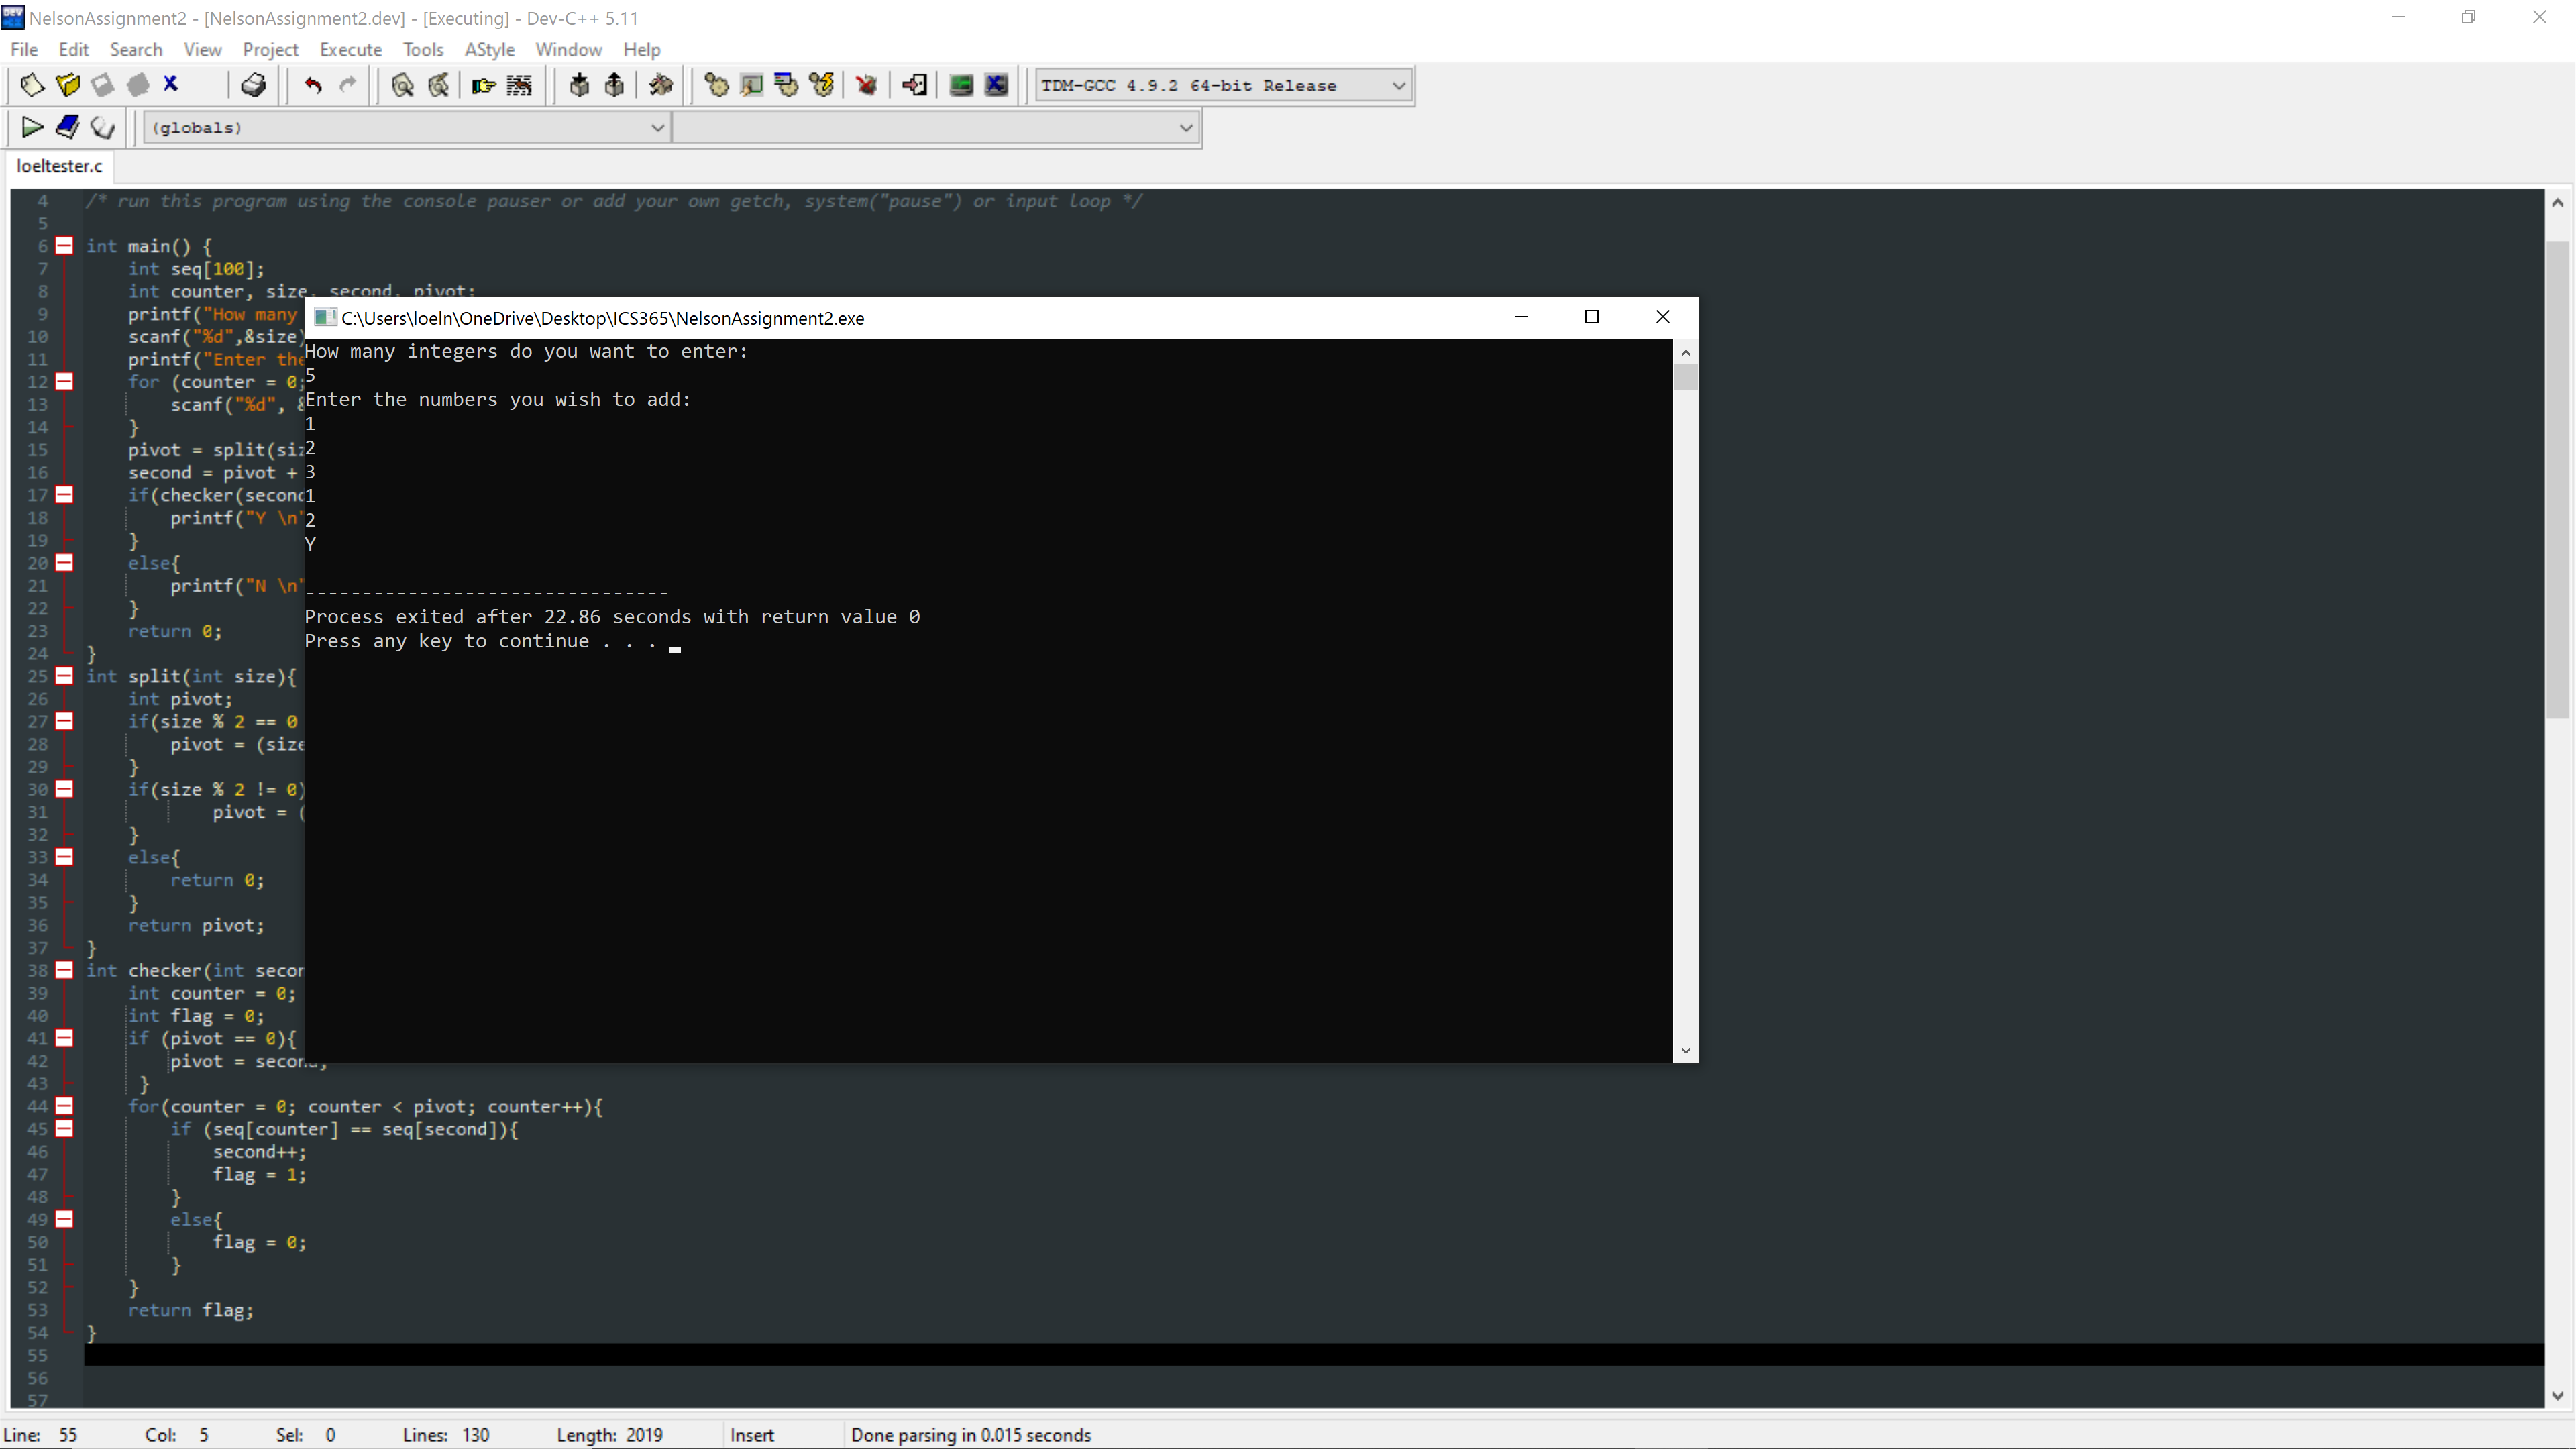 NelsonAssignment2 - [NelsonAssignment2.dev] - [Executing] - Dev-C++ 5.11
File Edit Search View Project Execute Tools AStyle Window Help
TDM-GCC 4.9.2 64-bit Release
(globals)
loeltester.c
4 /* run this program using the console pauser or add your own getch, system("pause") or input loop */
5
6 int main() {
7 int seq[100];
8 int counter, size, second, pivot;
9 printf("How many
10 scanf("%d",&size)
11 printf("Enter the
12 for (counter = 0;
13 scanf("%d", &
14 }
15 pivot = split(siz
16 second = pivot +
17 if(checker(second
18 printf("Y \n"
19 }
20 else{
21 printf("N \n"
22 }
23 return 0;
24 }
25 int split(int size){
26 int pivot;
27 if(size % 2 == 0
28 pivot = (size
29 }
30 if(size % 2 != 0)
31 pivot = (
32 }
33 else{
34 return 0;
35 }
36 return pivot;
37 }
38 int checker(int secon
39 int counter = 0;
40 int flag = 0;
41 if (pivot == 0){
42 pivot = second;
43 }
44 for(counter = 0; counter < pivot; counter++){
45 if (seq[counter] == seq[second]){
46 second++;
47 flag = 1;
48 }
49 else{
50 flag = 0;
51 }
52 }
53 return flag;
54 }
55
56
57
C:\Users\loeln\OneDrive\Desktop\ICS365\NelsonAssignment2.exe
How many integers do you want to enter:
5
Enter the numbers you wish to add:
1
2
3
1
2
Y
--------------------------------
Process exited after 22.86 seconds with return value 0
Press any key to continue . . .
Line: 55 Col: 5 Sel: 0 Lines: 130 Length: 2019 Insert Done parsing in 0.015 seconds